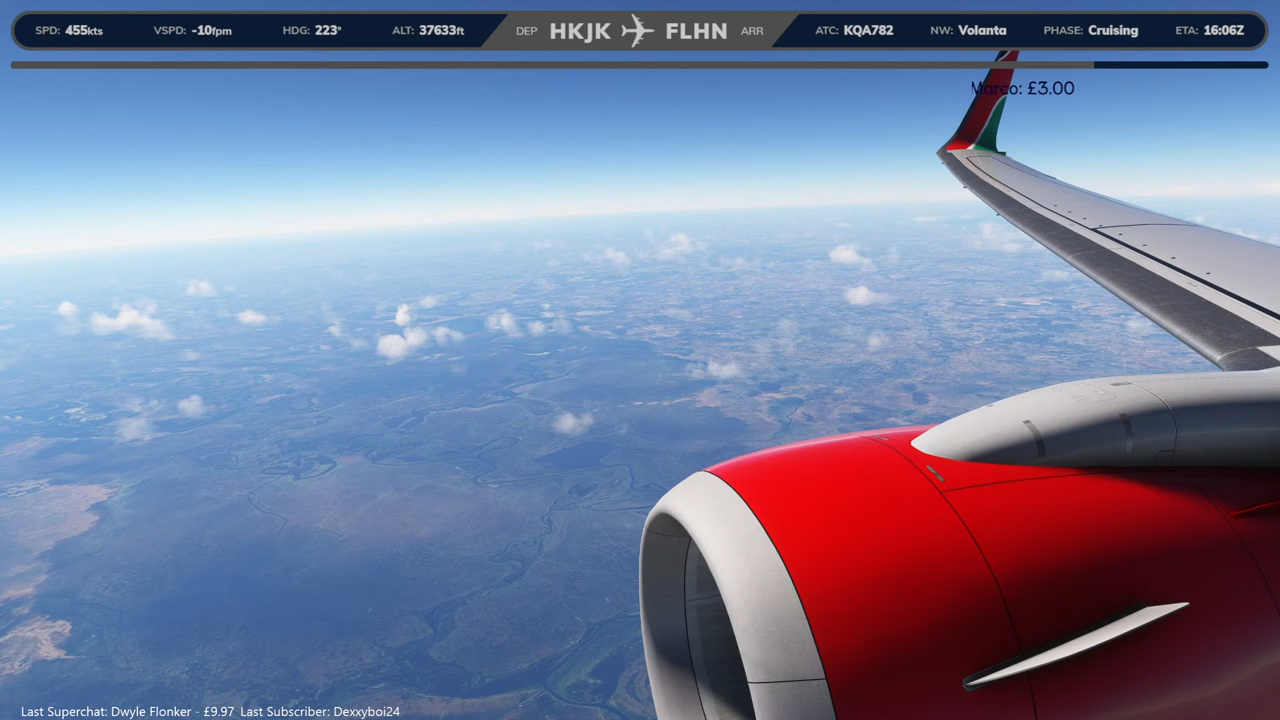 SPD: 455kts VSPD: -10fpm HDG: 223° ALT: 37633ft DEP HKJK FLHN ARR ATC: KQA782 NW: Volanta PHASE: Cruising ETA: 16:06Z
Marco: £3.00
Last Superchat: Dwyle Flonker - £9.97 Last Subscriber: Dexxyboi24